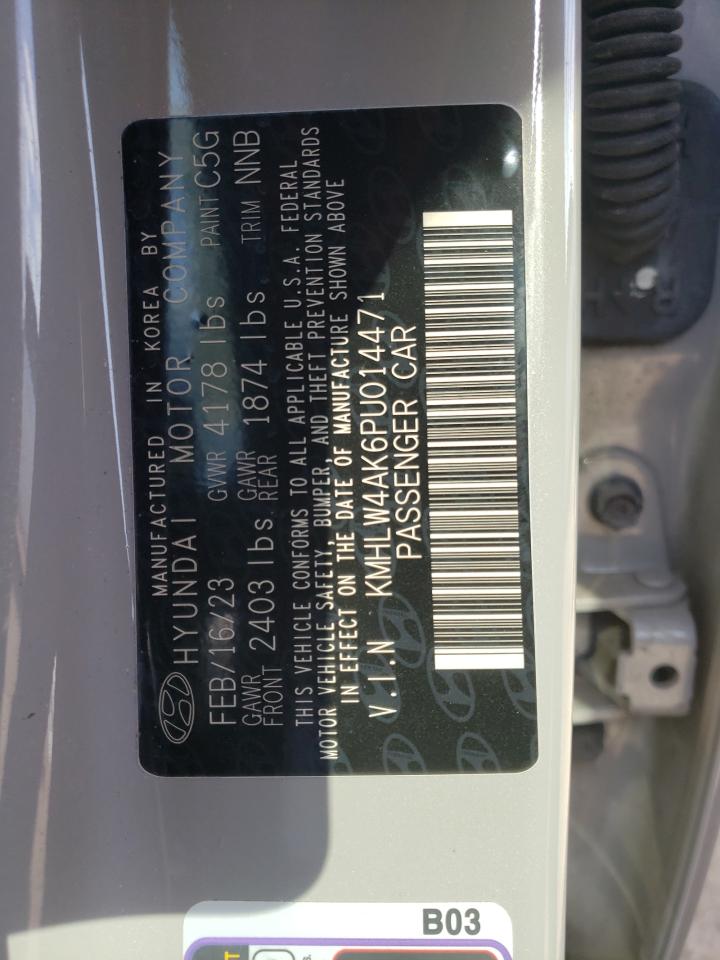 MANUFACTURED IN KOREA BY
HYUNDAI MOTOR COMPANY
FEB/16/23 GVWR 4178 lbs PAINT C5G
GAWR FRONT 2403 lbs GAWR REAR 1874 lbs TRIM NNB
THIS VEHICLE CONFORMS TO ALL APPLICABLE U.S.A. FEDERAL
MOTOR VEHICLE SAFETY, BUMPER, AND THEFT PREVENTION STANDARDS
IN EFFECT ON THE DATE OF MANUFACTURE SHOWN ABOVE
V.I.N KMHLW4AK6PU014471
PASSENGER CAR
B03